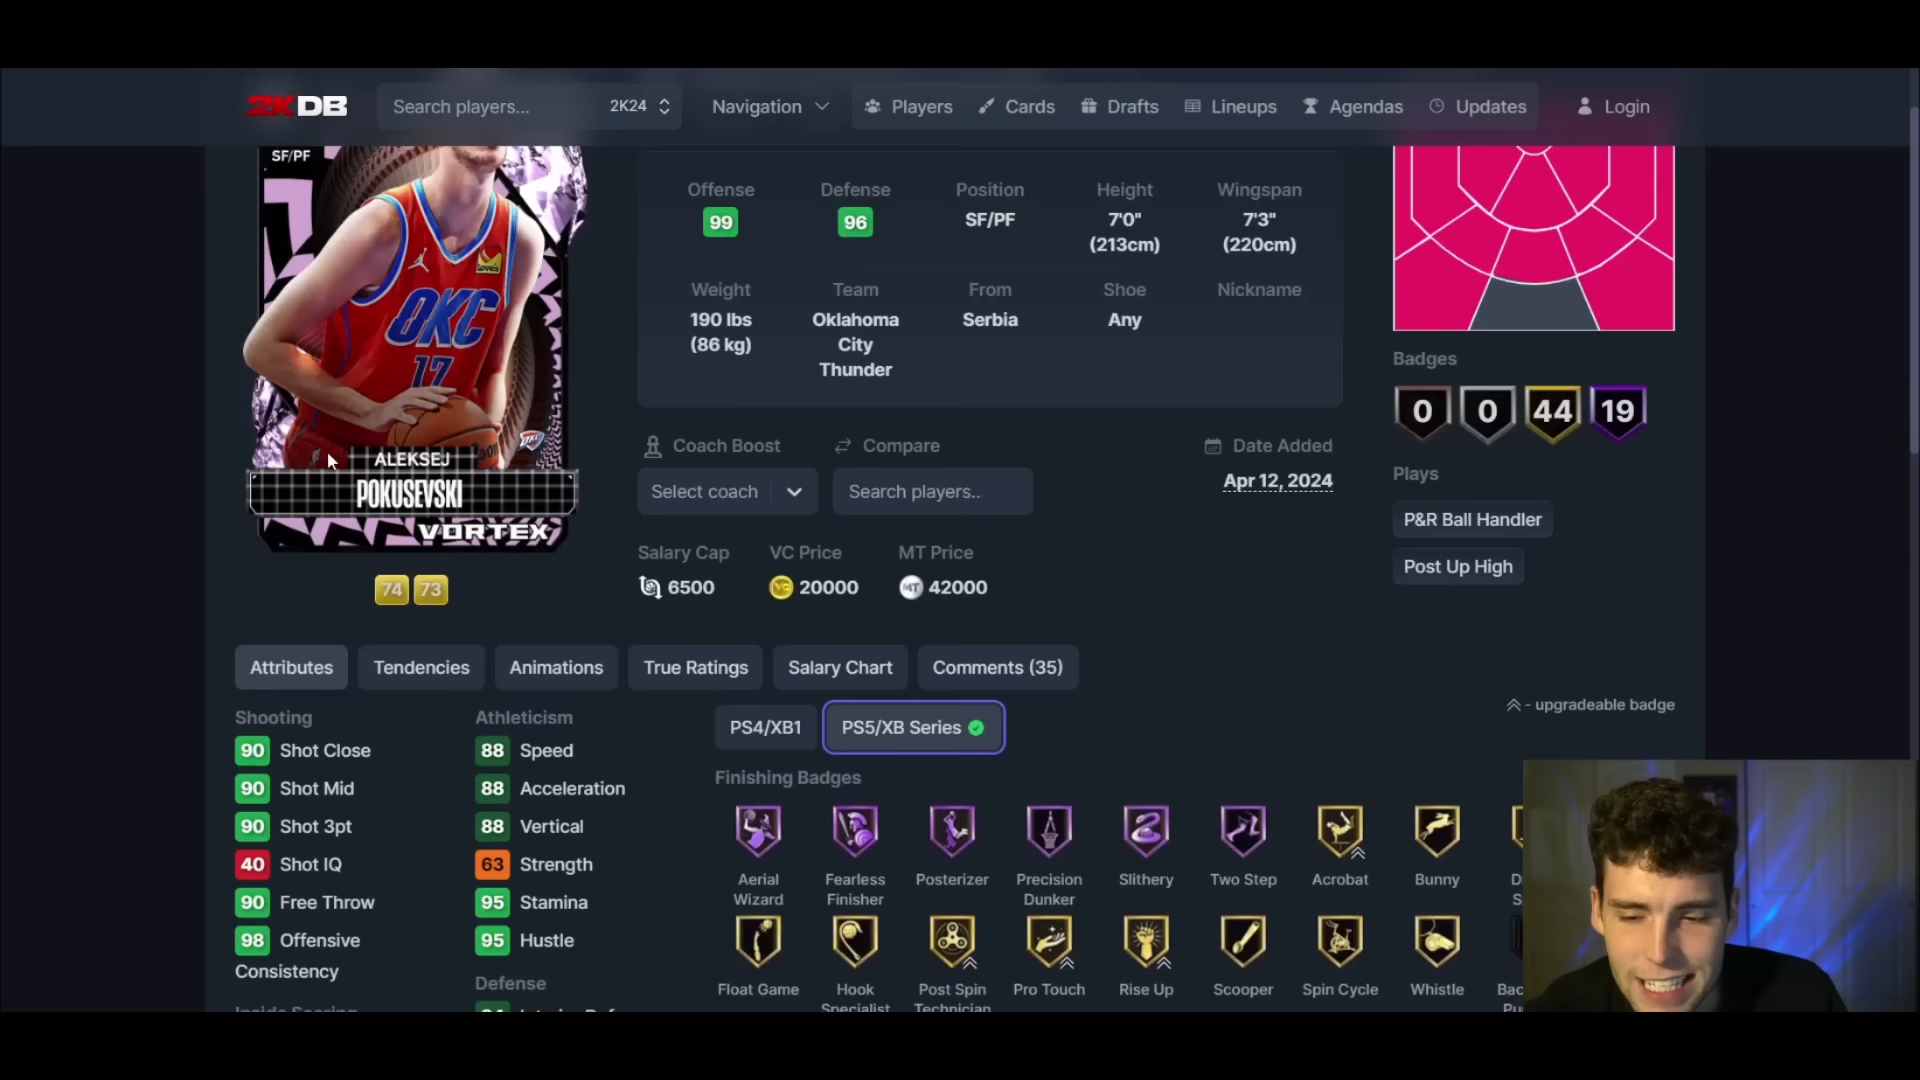 2KDB
Search players...
2K24
Navigation
Players
Cards
Drafts
Lineups
Agendas
Updates
Login
SF/PF
OKC
17
ALEKSEJ
POKUSEVSKI
VORTEX
74 73
Offense
99
Defense
96
Position
SF/PF
Height
7'0"
(213cm)
Wingspan
7'3"
(220cm)
Weight
190 lbs
(86 kg)
Team
Oklahoma
City
Thunder
From
Serbia
Shoe
Any
Nickname
Coach Boost
Select coach
Compare
Search players..
Date Added
Apr 12, 2024
Salary Cap
6500
VC Price
VC 20000
MT Price
MT 42000
Badges
0 0 44 19
Plays
P&R Ball Handler
Post Up High
Attributes
Tendencies
Animations
True Ratings
Salary Chart
Comments (35)
- upgradeable badge
Shooting
90 Shot Close
90 Shot Mid
90 Shot 3pt
40 Shot IQ
90 Free Throw
98 Offensive
Consistency
Athleticism
88 Speed
88 Acceleration
88 Vertical
63 Strength
95 Stamina
95 Hustle
Defense
PS4/XB1
PS5/XB Series
Finishing Badges
Aerial
Wizard
Fearless
Finisher
Posterizer
Precision
Dunker
Slithery
Two Step
Acrobat
Bunny
Float Game
Hook
Specialist
Post Spin
Technician
Pro Touch
Rise Up
Scooper
Spin Cycle
Whistle